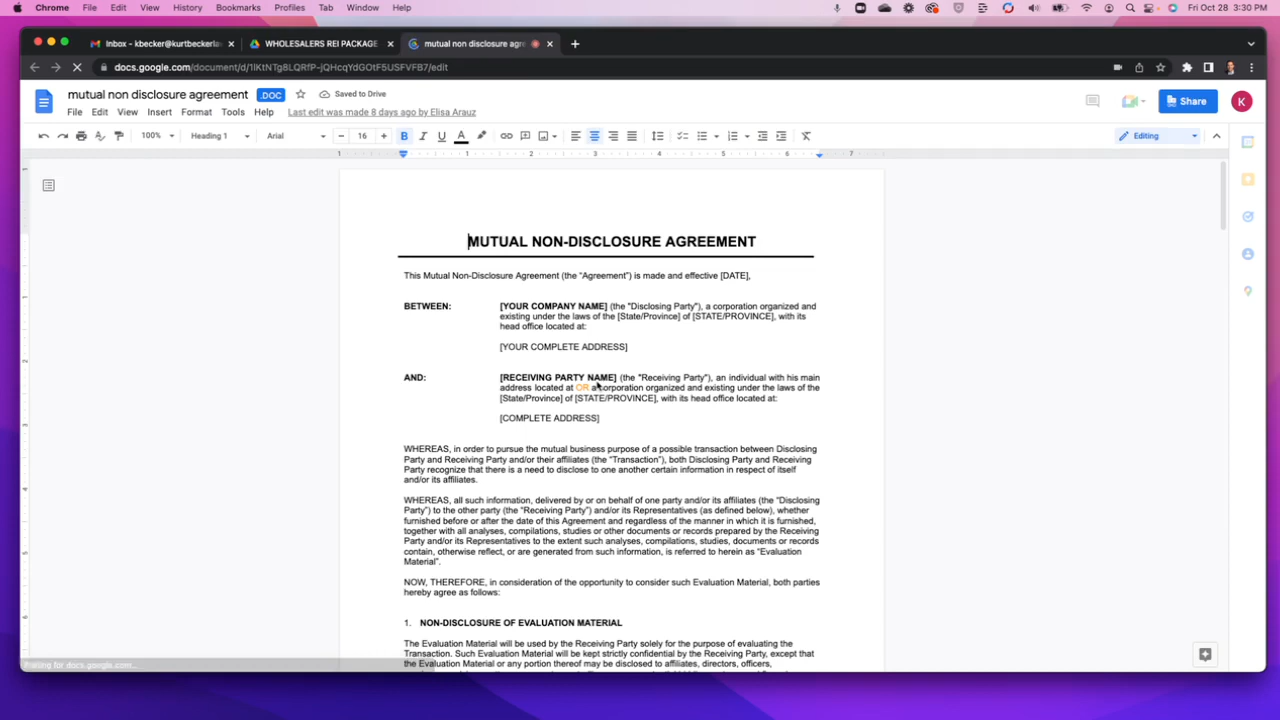 Chrome File Edit View History Bookmarks Profiles Tab Window Help Fri Oct 28 3:30 PM
Inbox - kbecker@kurtbeckerla WHOLESALERS REI PACKAGE mutual non disclosure agre
docs.google.com/document/d/1IKtNTg8LQRfP-jQHcqYdGOtF5USFVFB7/edit
mutual non disclosure agreement .DOC Saved to Drive
File Edit View Insert Format Tools Help Last edit was made 8 days ago by Elisa Arauz
Share K
100% Heading 1 Arial 16 B I U A Editing
1 1 2 3 4 5 6 7
MUTUAL NON-DISCLOSURE AGREEMENT
This Mutual Non-Disclosure Agreement (the “Agreement”) is made and effective [DATE],
BETWEEN: [YOUR COMPANY NAME] (the "Disclosing Party"), a corporation organized and
existing under the laws of the [State/Province] of [STATE/PROVINCE], with its
head office located at:
[YOUR COMPLETE ADDRESS]
AND: [RECEIVING PARTY NAME] (the "Receiving Party"), an individual with his main
address located at OR a corporation organized and existing under the laws of the
[State/Province] of [STATE/PROVINCE], with its head office located at:
[COMPLETE ADDRESS]
WHEREAS, in order to pursue the mutual business purpose of a possible transaction between Disclosing
Party and Receiving Party and/or their affiliates (the “Transaction”), both Disclosing Party and Receiving
Party recognize that there is a need to disclose to one another certain information in respect of itself
and/or its affiliates.
WHEREAS, all such information, delivered by or on behalf of one party and/or its affiliates (the “Disclosing
Party”) to the other party (the “Receiving Party”) and/or its Representatives (as defined below), whether
furnished before or after the date of this Agreement and regardless of the manner in which it is furnished,
together with all analyses, compilations, studies or other documents or records prepared by the Receiving
Party and/or its Representatives to the extent such analyses, compilations, studies, documents or records
contain, otherwise reflect, or are generated from such information, is referred to herein as “Evaluation
Material”.
NOW, THEREFORE, in consideration of the opportunity to consider such Evaluation Material, both parties
hereby agree as follows:
1. NON-DISCLOSURE OF EVALUATION MATERIAL
The Evaluation Material will be used by the Receiving Party solely for the purpose of evaluating the
Transaction. Such Evaluation Material will be kept strictly confidential by the Receiving Party, except that
the Evaluation Material or any portion thereof may be disclosed to affiliates, directors, officers,
Waiting for docs.google.com...